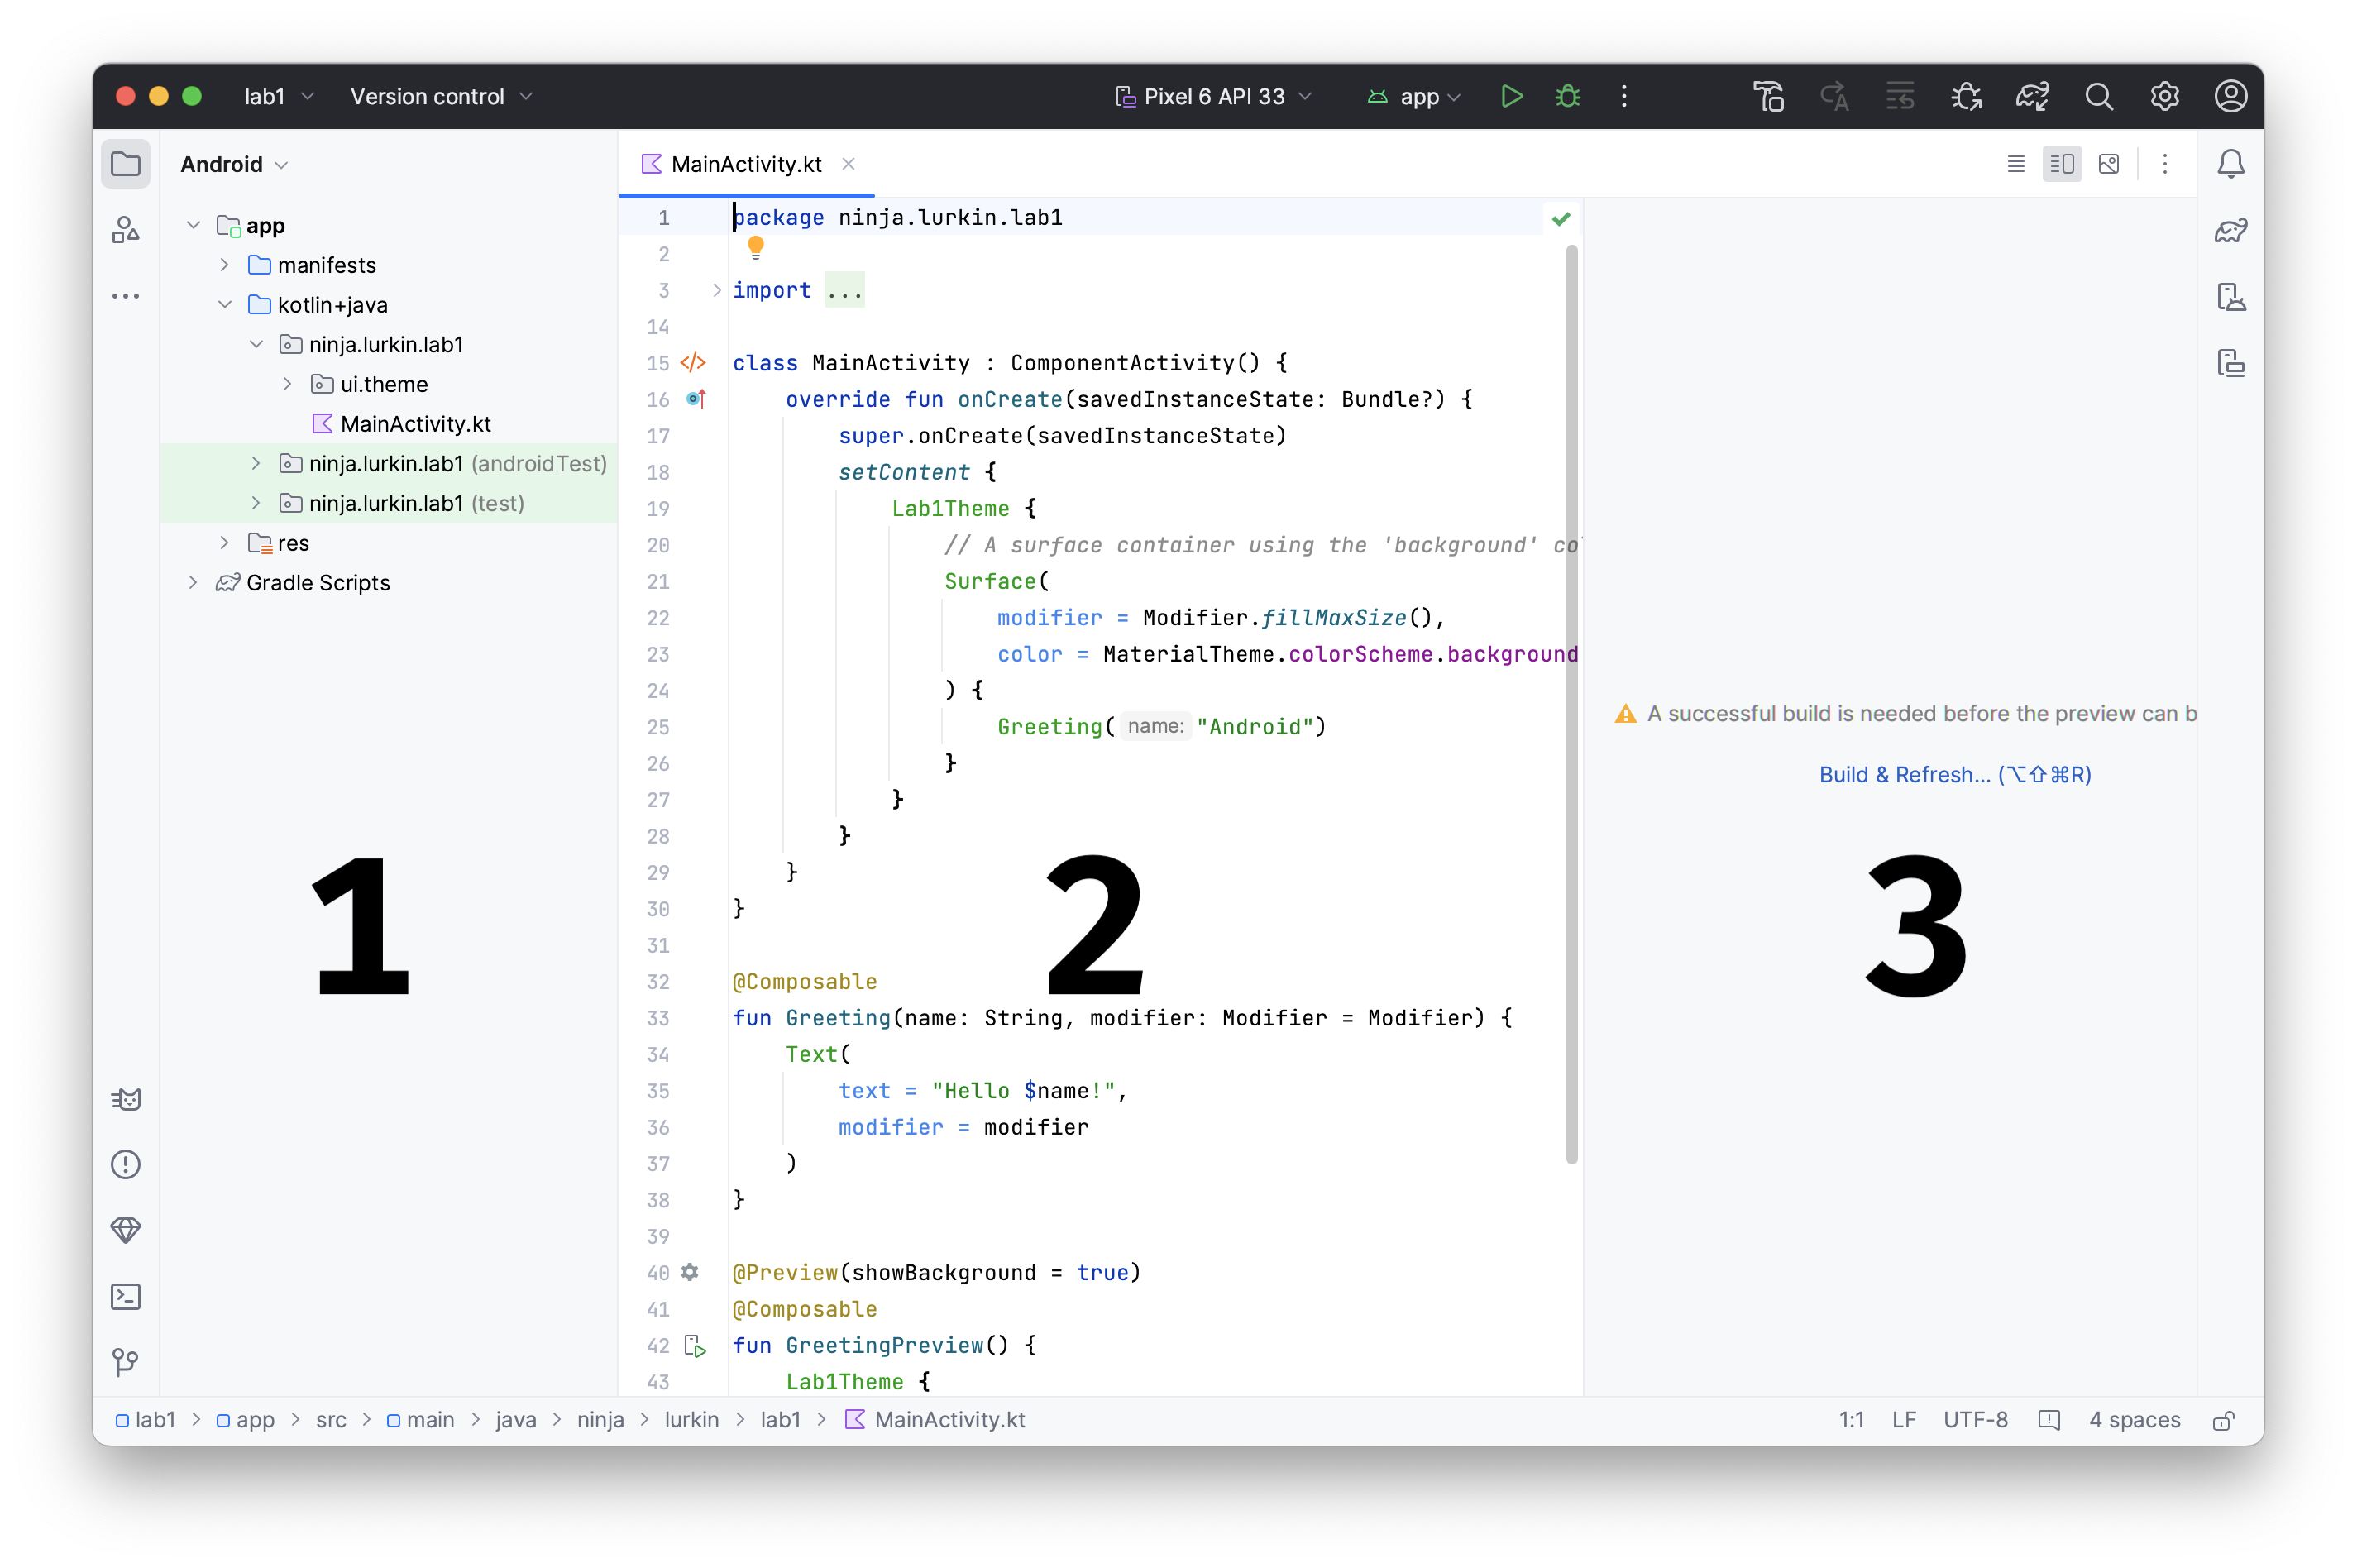 lab1
Version control
Pixel 6 API 33
app
Android
app
manifests
kotlin+java
ninja.lurkin.lab1
ui.theme
MainActivity.kt
ninja.lurkin.lab1 (androidTest)
ninja.lurkin.lab1 (test)
res
Gradle Scripts
1
MainActivity.kt
1 package ninja.lurkin.lab1
2
3 import ...
14
15 class MainActivity : ComponentActivity() {
16 override fun onCreate(savedInstanceState: Bundle?) {
17 super.onCreate(savedInstanceState)
18 setContent {
19 Lab1Theme {
20 // A surface container using the 'background' co
21 Surface(
22 modifier = Modifier.fillMaxSize(),
23 color = MaterialTheme.colorScheme.background
24 ) {
25 Greeting( name: "Android")
26 }
27 }
28 }
29 }
30 }
31
32 @Composable
33 fun Greeting(name: String, modifier: Modifier = Modifier) {
34 Text(
35 text = "Hello $name!",
36 modifier = modifier
37 )
38 }
39
40 @Preview(showBackground = true)
41 @Composable
42 fun GreetingPreview() {
43 Lab1Theme {
2
A successful build is needed before the preview can b
Build & Refresh... (⌥⇧⌘R)
3
lab1 > app > src > main > java > ninja > lurkin > lab1 > MainActivity.kt
1:1 LF UTF-8 4 spaces